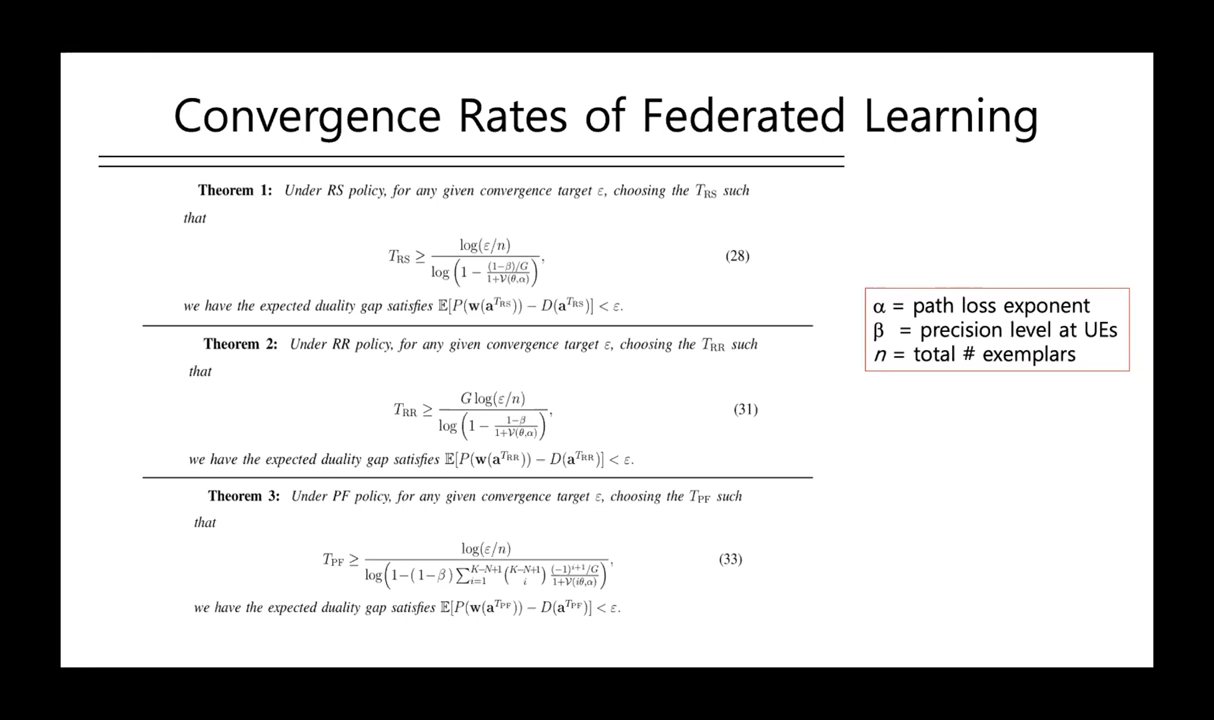 Convergence Rates of Federated Learning
Theorem 1: Under RS policy, for any given convergence target ε, choosing the T_RS such
that
T_RS ≥ log(ε/n) / log(1 − ((1−β)/G) / (1+V(θ,α))), (28)
we have the expected duality gap satisfies 𝔼[P(w(a^{T_RS})) − D(a^{T_RS})] < ε.
Theorem 2: Under RR policy, for any given convergence target ε, choosing the T_RR such
that
T_RR ≥ G log(ε/n) / log(1 − (1−β) / (1+V(θ,α))), (31)
we have the expected duality gap satisfies 𝔼[P(w(a^{T_RR})) − D(a^{T_RR})] < ε.
Theorem 3: Under PF policy, for any given convergence target ε, choosing the T_PF such
that
T_PF ≥ log(ε/n) / log(1−(1−β) ∑_{i=1}^{K−N+1} (K−N+1 i) ((−1)^{i+1}/G) / (1+V(iθ,α))), (33)
we have the expected duality gap satisfies 𝔼[P(w(a^{T_PF})) − D(a^{T_PF})] < ε.
α = path loss exponent
β = precision level at UEs
n = total # exemplars